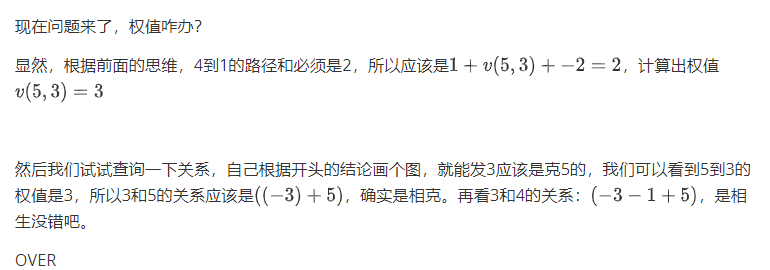 现在问题来了，权值咋办？
显然，根据前面的思维，4到1的路径和必须是2，所以应该是1 + v(5, 3) + −2 = 2，计算出权值
v(5, 3) = 3
然后我们试试查询一下关系，自己根据开头的结论画个图，就能发3应该是克5的，我们可以看到5到3的
权值是3，所以3和5的关系应该是((−3) + 5)，确实是相克。再看3和4的关系：(−3 − 1 + 5)，是相
生没错吧。
OVER